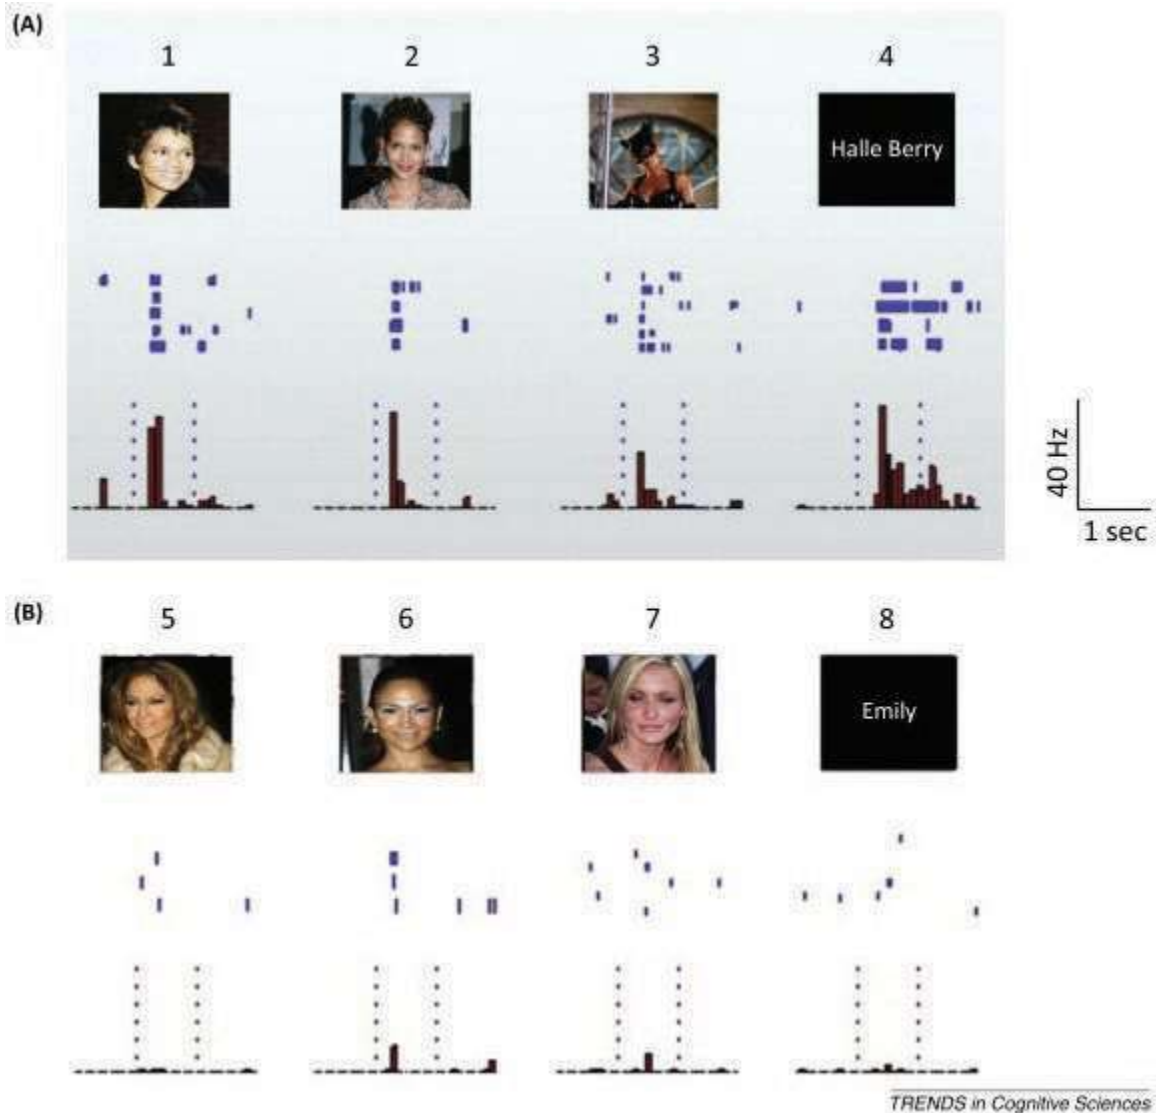 (A)
1 2 3 4
Halle Berry
40 Hz
1 sec
(B)
5 6 7 8
Emily
TRENDS in Cognitive Sciences